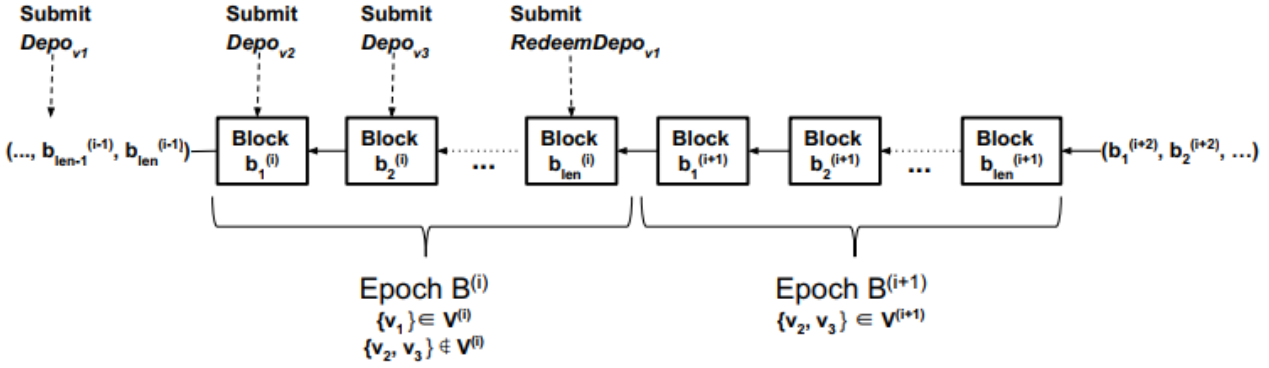 Submit Submit Submit Submit
Depo_v1 Depo_v2 Depo_v3 RedeemDepo_v1
(..., b_len-1^(i-1), b_len^(i-1)) Block b_1^(i) Block b_2^(i) ... Block b_len^(i) Block b_1^(i+1) Block b_2^(i+1) ... Block b_len^(i+1) (b_1^(i+2), b_2^(i+2), ...)
Epoch B^(i) Epoch B^(i+1)
{v_1} ∈ V^(i) {v_2, v_3} ∈ V^(i+1)
{v_2, v_3} ∉ V^(i)